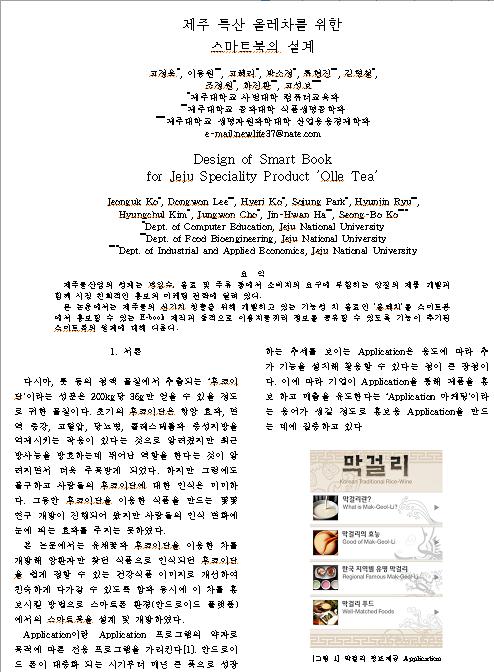 제주 특산 올레차를 위한
스마트북의 설계
고정욱*, 이동원**, 고혜리*, 박소정*, 류현진**, 김형철*,
조정원*, 하진환**, 고성보***
*제주대학교 사범대학 컴퓨터교육과
**제주대학교 공과대학 식품생명공학과
***제주대학교 생명자원과학대학 산업응용경제학과
e-mail:newlife37@nate.com
Design of Smart Book
for Jeju Speciality Product 'Olle Tea'
Jeonguk Ko*, Dongwon Lee**, Hyeri Ko*, Sojung Park*, Hyunjin Ryu**,
Hyungchul Kim*, Jungwon Cho*, Jin-Hwan Ha**, Seong-Bo Ko***
*Dept. of Computer Education, Jeju National University
**Dept. of Food Bioengineering, Jeju National University
***Dept. of Industrial and Applied Economics, Jeju National University
요 약
제주특산업의 성패는 음료 및 주류 등에서 소비자의 요구에 부합하는 양질의 제품 개발과
함께 시장 친화적인 홍보와 마케팅 전략에 달려 있다.
본 논문에서는 제주를 위해 개발하고 있는 기능성 차 음료인 '올레차'를 스마트폰
에서 홍보할 수 있는 E-book 제작과 동적으로 이용자들끼리 정보를 공유할 수 있도록 기능이 추가된
스마트북의 설계에 대해 다룬다.
1. 서론
다시마, 톳 등의 점액 물질에서 추출되는 '후코이
단'이라는 성분은 200kg당 36g만 얻을 수 있을 정도
로 귀한 물질이다. 초기의 후코이단은 항암 효과, 면
역 증강, 고혈압, 당뇨병, 콜레스테롤과 중성지방을
억제시키는 작용이 있다는 것으로 알려졌지만 최근
방사능을 방호하는데 뛰어난 역할을 한다는 것이 알
려지면서 더욱 주목받게 되었다. 하지만 그럼에도
불구하고 사람들의 후코이단에 대한 인식은 미미하
다. 그동안 후코이단을 이용한 식품을 만드는 몇몇
연구 개발이 진행되어 왔지만 사람들의 인식 변화에
눈에 띄는 효과를 주지는 못하였다.
본 논문에서는 유채꽃차와 후코이단을 이용한 차를
개발해 암환자만 찾던 식품으로 인식되던 후코이단
을 쉽게 접할 수 있는 건강식품 이미지로 개선하여
친숙하게 다가갈 수 있도록 함과 동시에 이 차를 홍
보시킬 방법으로 스마트폰 환경(안드로이드 플랫폼)
에서의 스마트북을 설계 및 개발하였다.
Application이란 Application 프로그램의 약자로
목적에 따른 전용 프로그램을 가리킨다[1]. 안드로이
드 폰이 대중화 되는 시기부터 매년 큰 폭으로 성장
하는 추세를 보이는 Application은 용도에 따라 추
가 기능을 설치해 활용할 수 있다는 점이 큰 장점이
다. 이에 따라 기업이 Application을 통해 제품을 홍
보 하고 매출을 유도한다는 'Application 마케팅'이라
는 용어가 생길 정도로 홍보용 Application을 만드
는 데에 집중하고 있다.
막걸리
Korean Traditional Rice-Wine
막걸리란?
What is Mak-Geol-Li?
막걸리의 효능
Good of Mak-Geol-Li
한국 지역별 유명 막걸리
Regional Famous Mak-Geol-Li
막걸리 푸드
Well-Matched Foods
[그림 1] 막걸리 정보제공 Application